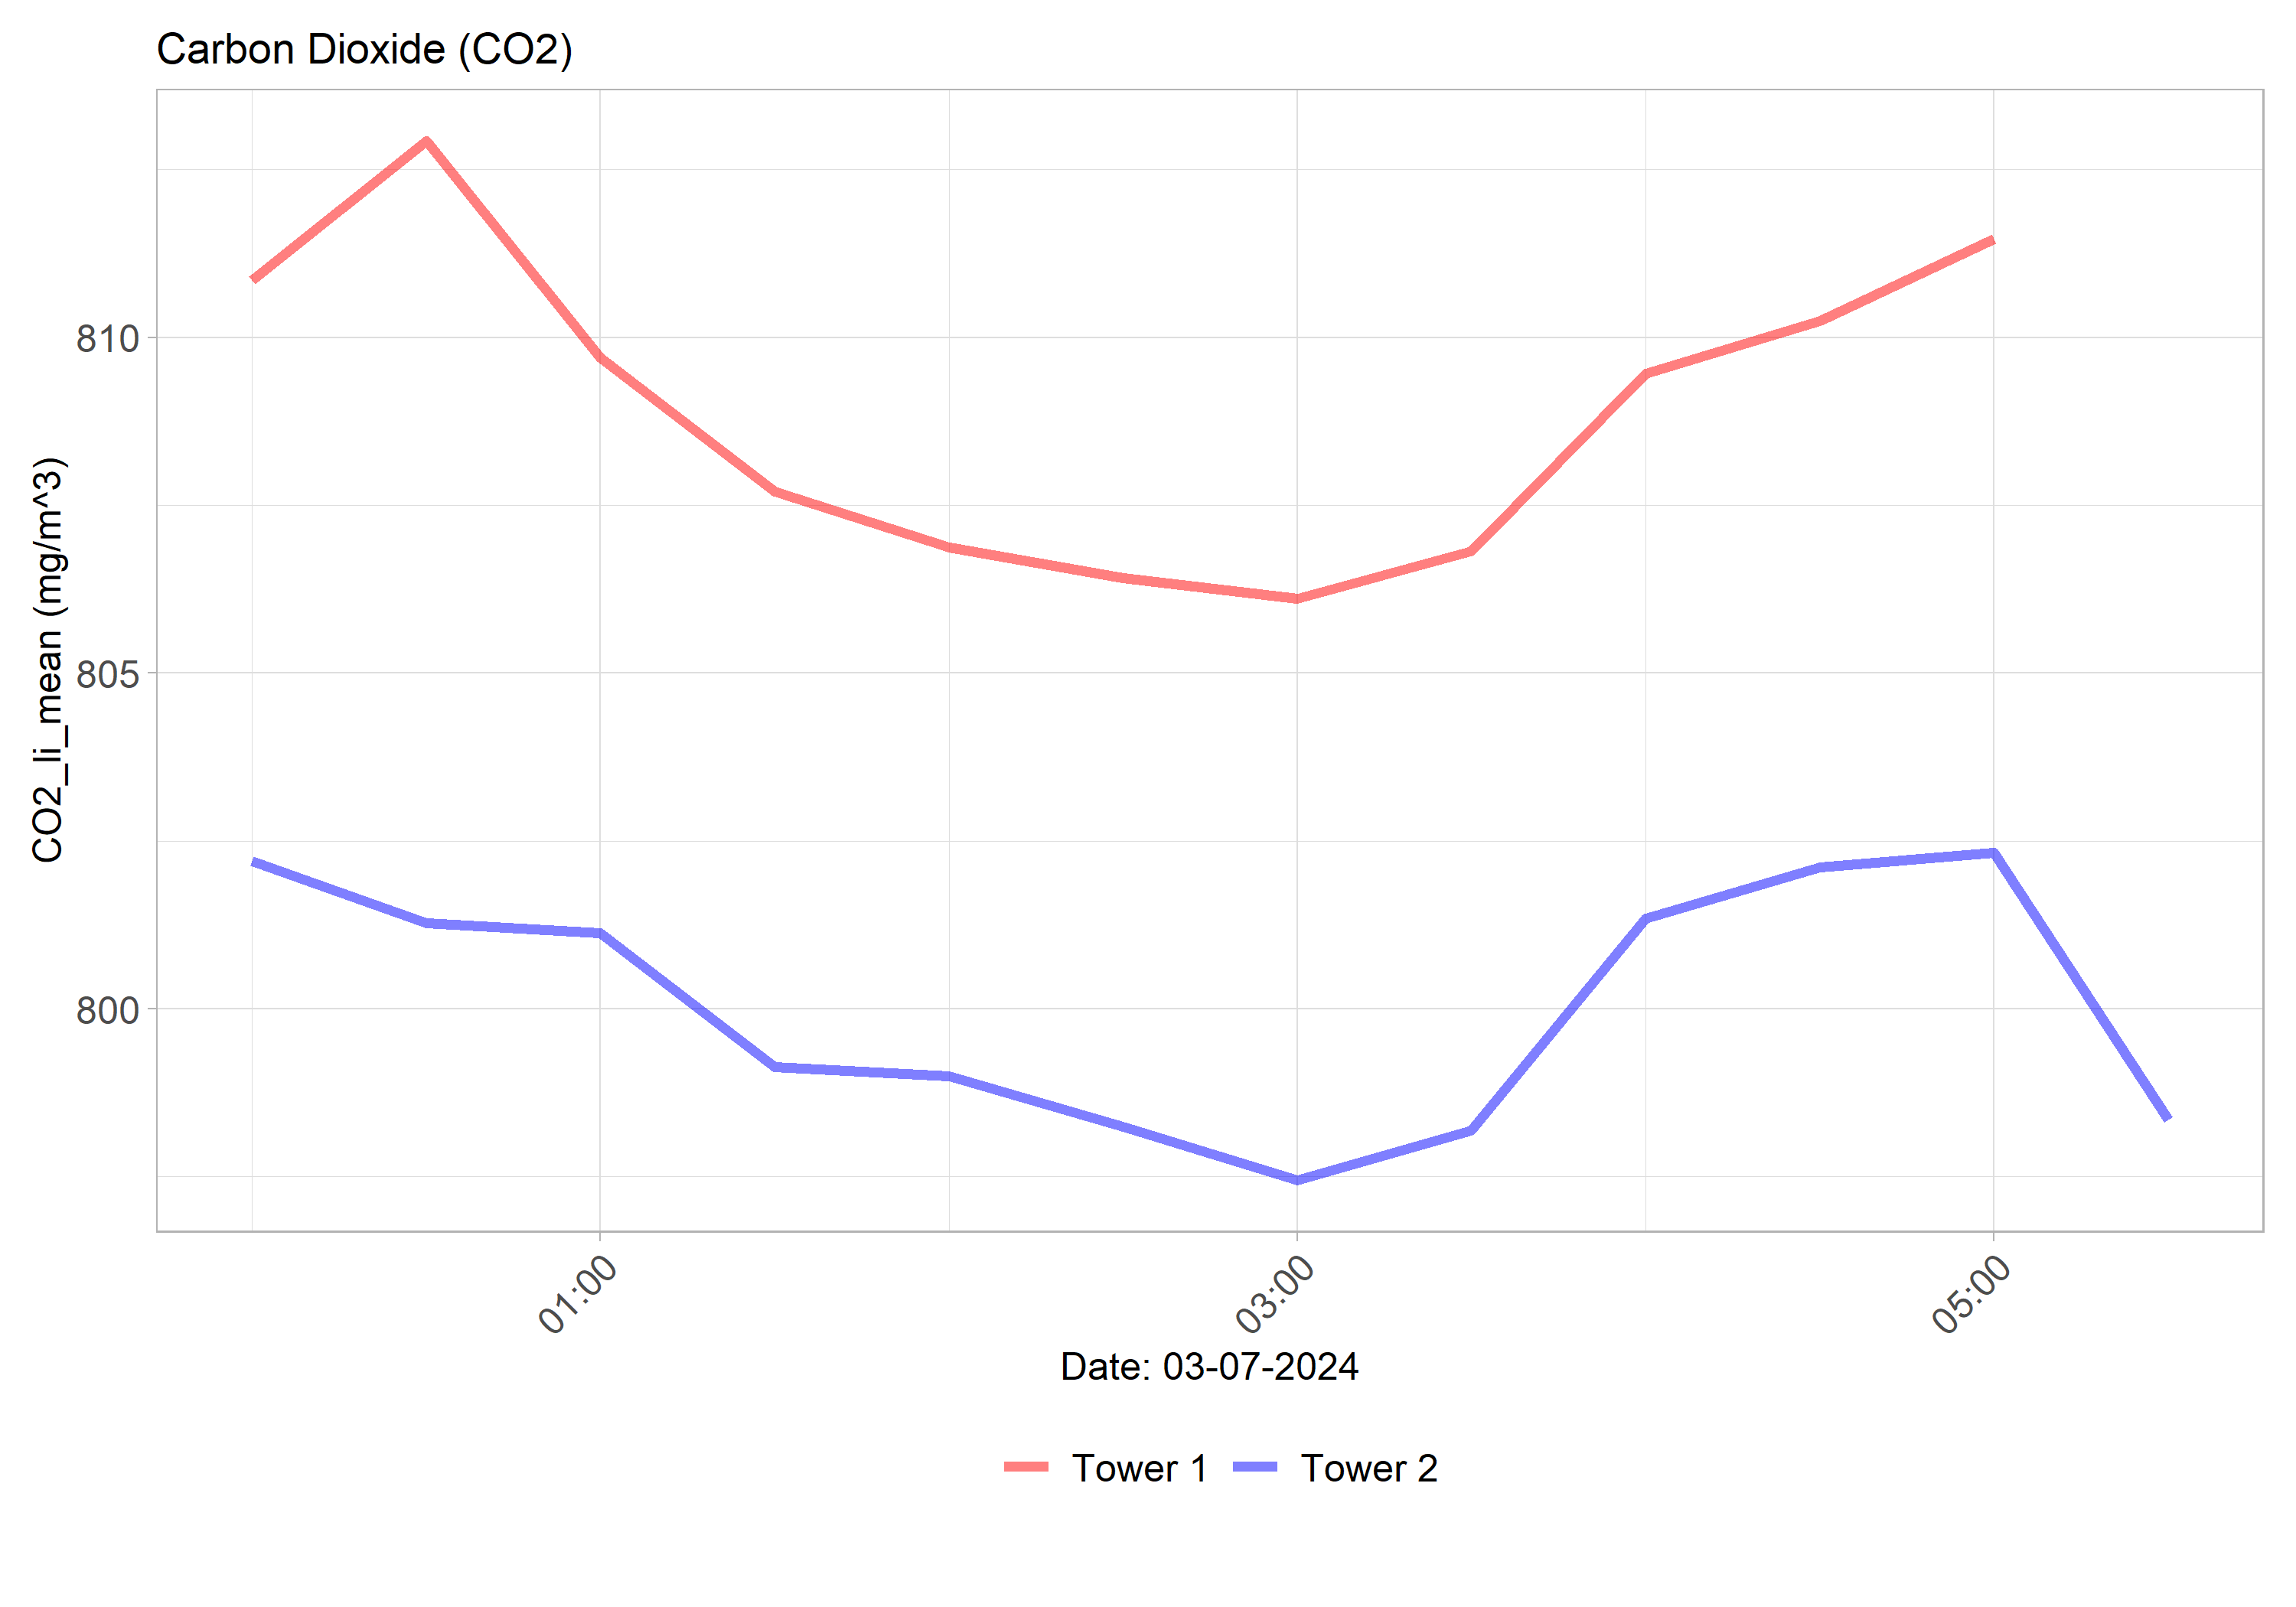 Carbon Dioxide (CO2)
CO2_li_mean (mg/m^3)
810
805
800
01:00
03:00
05:00
Date: 03-07-2024
Tower 1
Tower 2